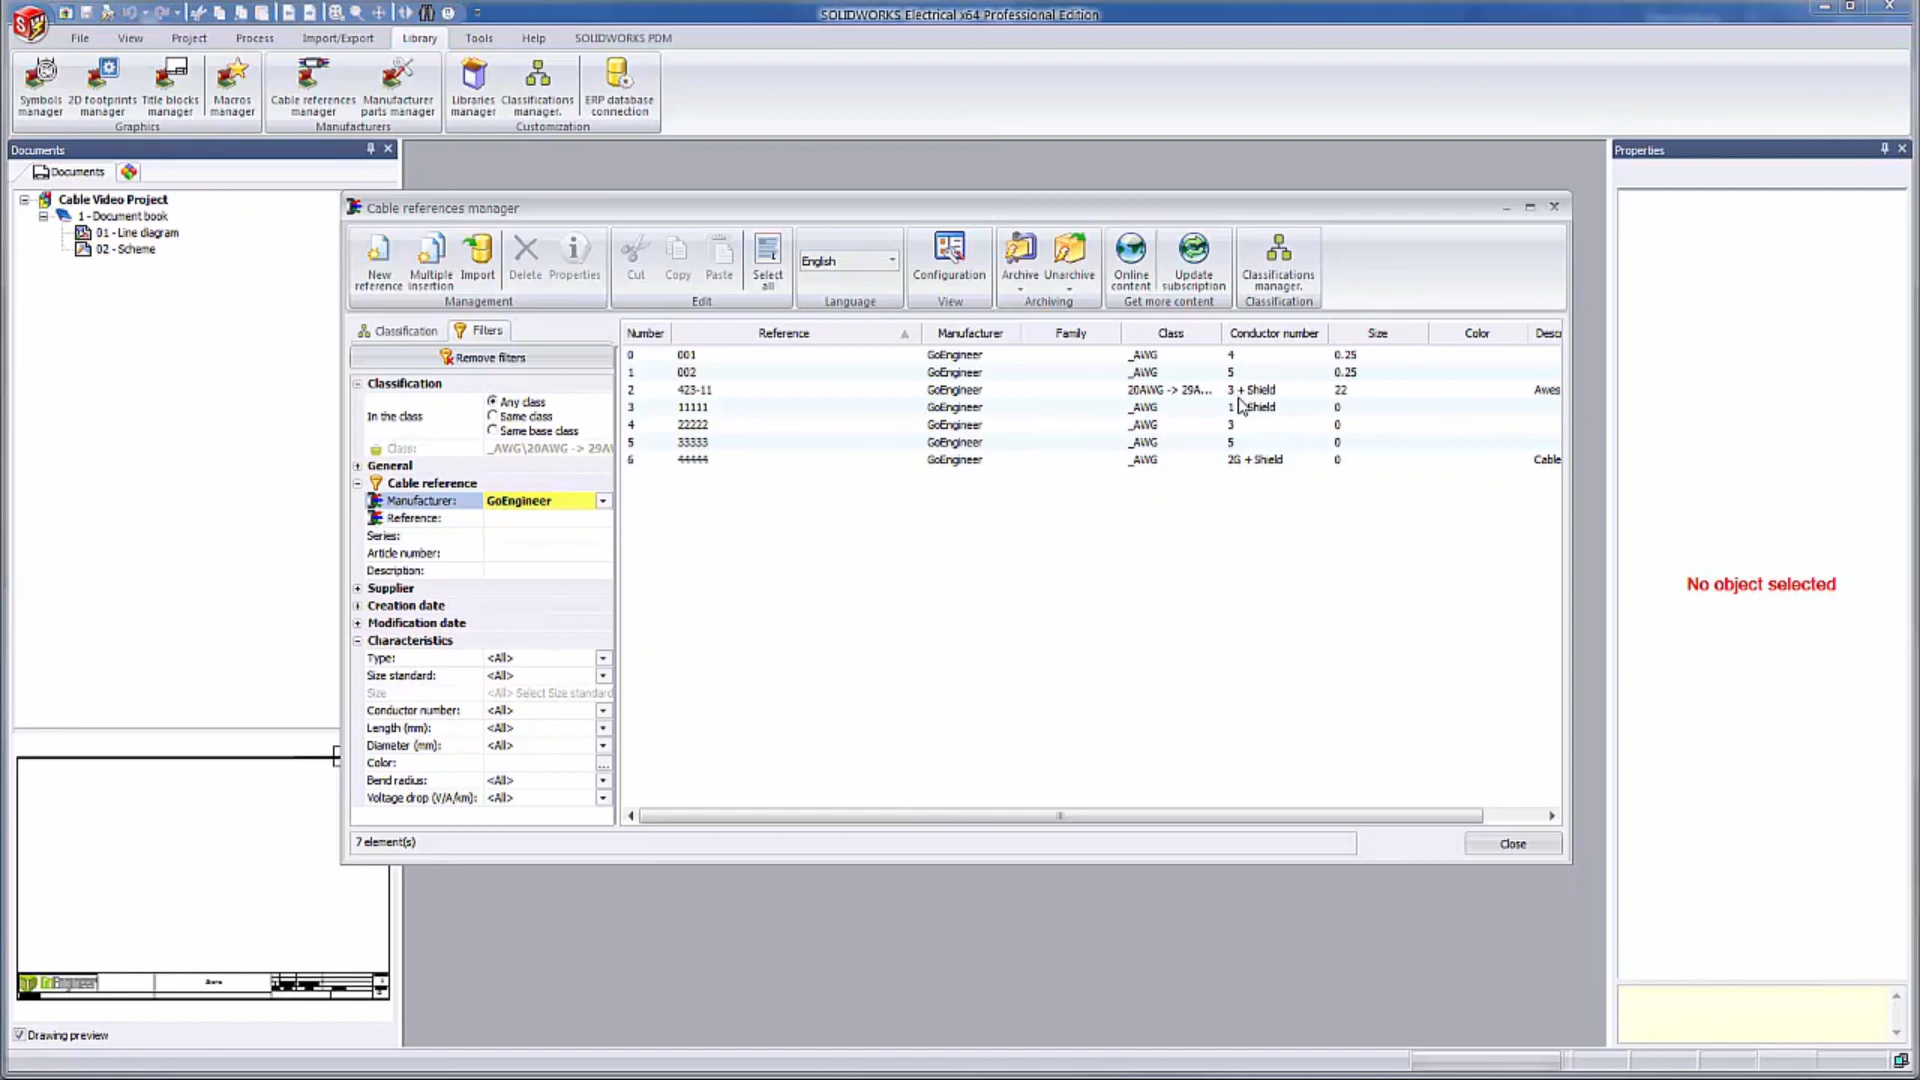 SOLIDWORKS Electrical x64 Professional Edition
File View Project Process Import/Export Library Tools Help SOLIDWORKS PDM
Symbols manager 2D footprints manager Title blocks manager Macros manager Cable references manager Manufacturer parts manager Libraries manager Classifications manager. ERP database connection
Graphics Manufacturers Customization
Documents
Documents
Cable Video Project
1 - Document book
01 - Line diagram
02 - Scheme
Drawing preview
Cable references manager
New reference Multiple insertion Import Delete Properties Cut Copy Paste Select all English Configuration Archive Unarchive Online content Update subscription Classifications manager.
Management Edit Language View Archiving Get more content Classification
Classification Filters
Remove filters
Classification
In the class
Any class
Same class
Same base class
Class: _AWG\20AWG -> 29AV
General
Cable reference
Manufacturer: GoEngineer
Reference:
Series:
Article number:
Description:
Supplier
Creation date
Modification date
Characteristics
Type: <All>
Size standard: <All>
Size <All> Select Size standard
Conductor number: <All>
Length (mm): <All>
Diameter (mm): <All>
Color: ...
Bend radius: <All>
Voltage drop (V/A/km): <All>
Number Reference Manufacturer Family Class Conductor number Size Color Descr
0 001 GoEngineer _AWG 4 0.25
1 002 GoEngineer _AWG 5 0.25
2 423-11 GoEngineer 20AWG -> 29A... 3 + Shield 22 Awes
3 11111 GoEngineer _AWG 1 Shield 0
4 22222 GoEngineer _AWG 3 0
5 33333 GoEngineer _AWG 5 0
6 44444 GoEngineer _AWG 2G + Shield 0 Cable
7 element(s)
Close
Properties
No object selected